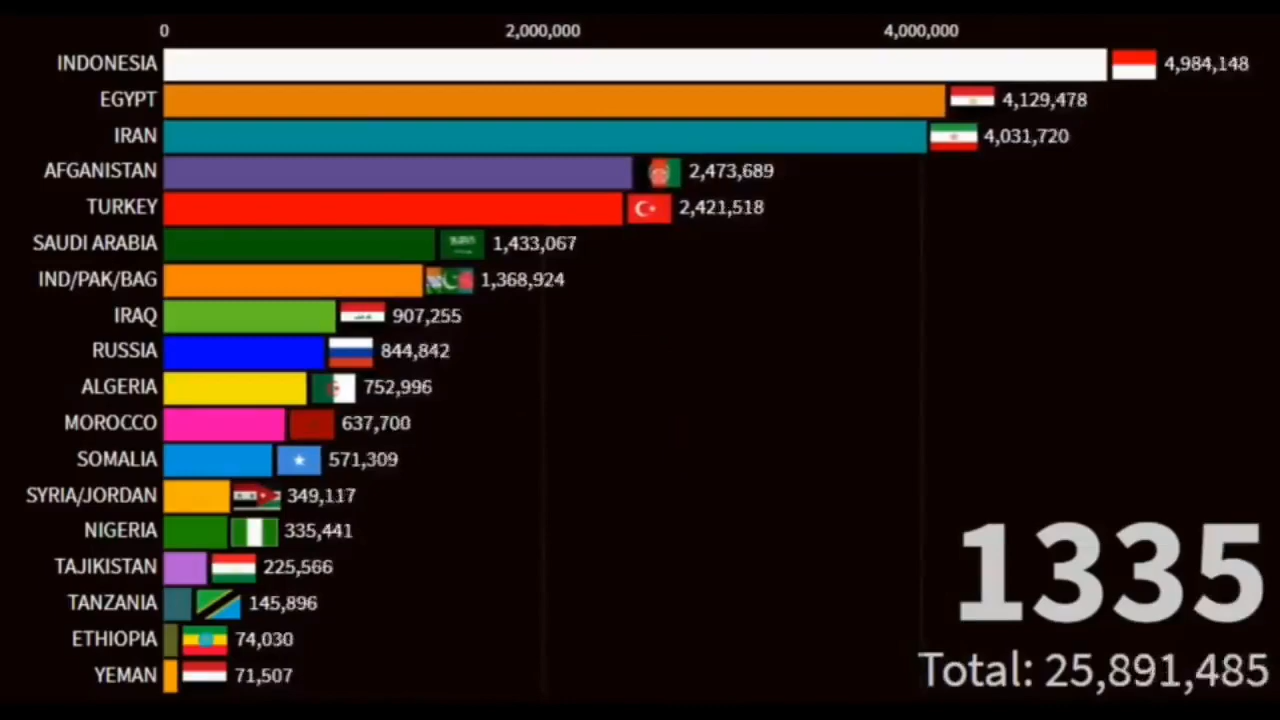 0 2,000,000 4,000,000
INDONESIA 4,984,148
EGYPT 4,129,478
IRAN 4,031,720
AFGANISTAN 2,473,689
TURKEY 2,421,518
SAUDI ARABIA 1,433,067
IND/PAK/BAG 1,368,924
IRAQ 907,255
RUSSIA 844,842
ALGERIA 752,996
MOROCCO 637,700
SOMALIA 571,309
SYRIA/JORDAN 349,117
NIGERIA 335,441
TAJIKISTAN 225,566
TANZANIA 145,896
ETHIOPIA 74,030
YEMAN 71,507
1335
Total: 25,891,485